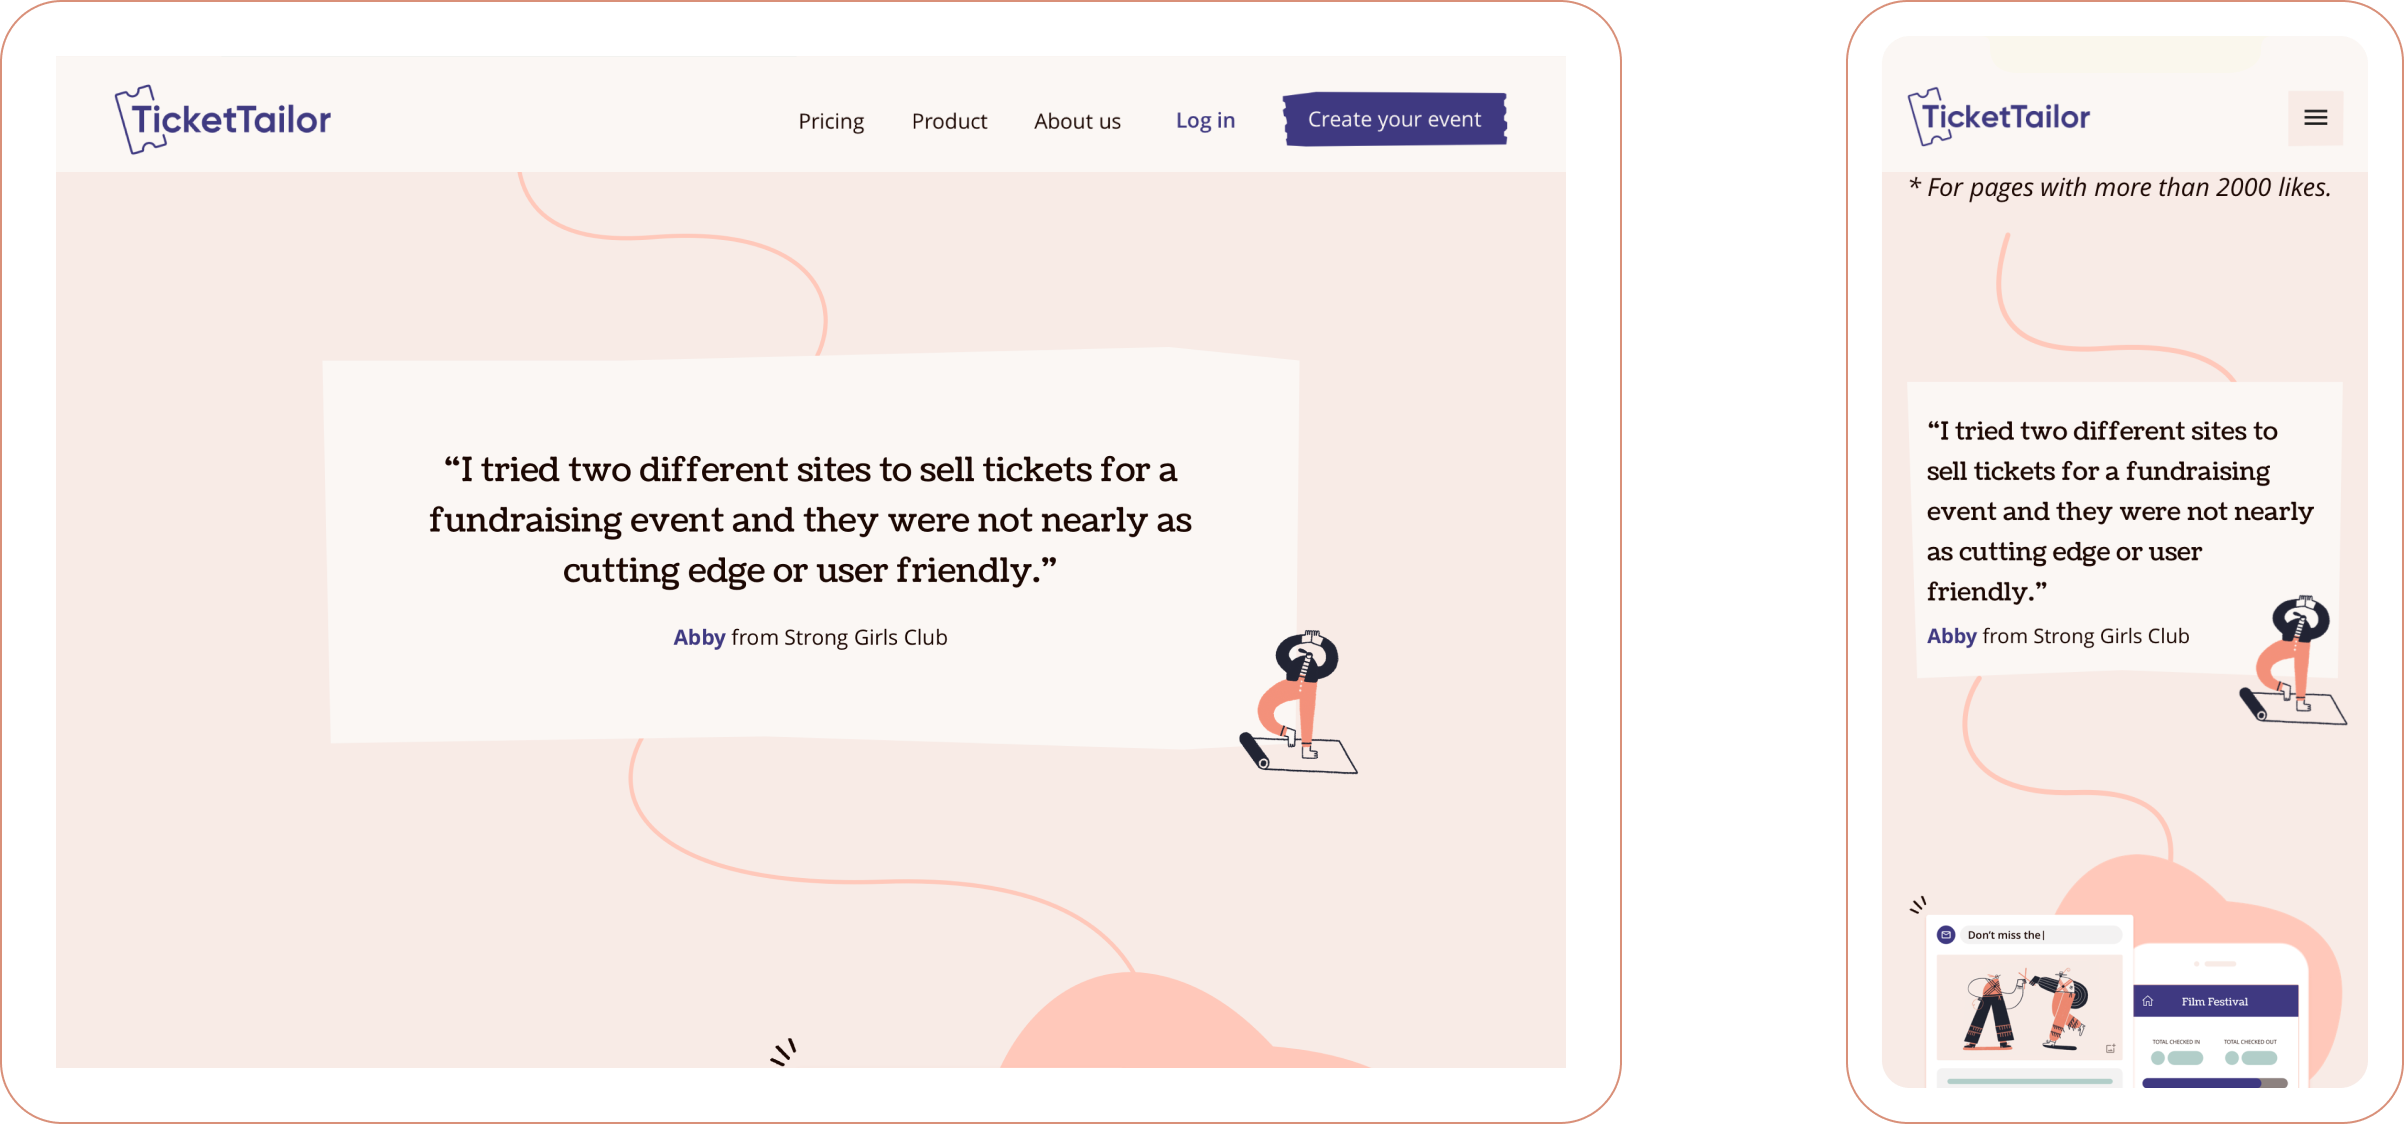 TicketTailor
Pricing
Product
About us
Log in
Create your event
“I tried two different sites to sell tickets for a
fundraising event and they were not nearly as
cutting edge or user friendly.”
Abby from Strong Girls Club
TicketTailor
* For pages with more than 2000 likes.
“I tried two different sites to
sell tickets for a fundraising
event and they were not nearly
as cutting edge or user
friendly.”
Abby from Strong Girls Club
Don't miss the|
Film Festival
TOTAL CHECKED IN
TOTAL CHECKED OUT